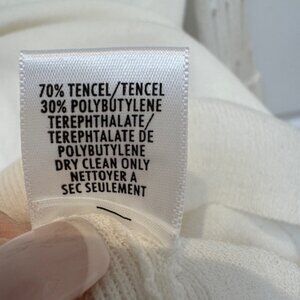 70% TENCEL/TENCEL
30% POLYBUTYLENE
TEREPHTHALATE/
TEREPHTALATE DE
POLYBUTYLENE
DRY CLEAN ONLY
NETTOYER A
SEC SEULEMENT